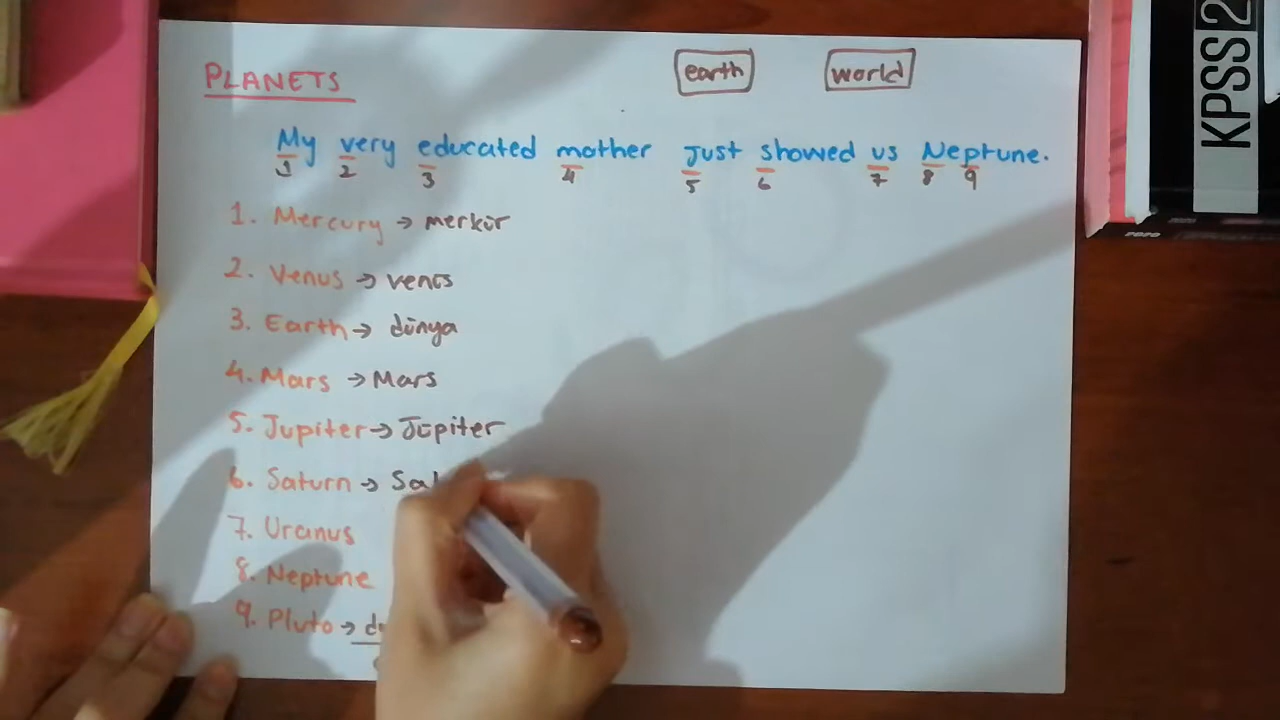 PLANETS
earth
world
My very educated mother just showed us Neptune.
1 2 3 4 5 6 7 8 9
1. Mercury → merkür
2. Venus → venüs
3. Earth → dünya
4. Mars → Mars
5. Jupiter → Jüpiter
6. Saturn → Sat
7. Uranus
8. Neptune
9. Pluto →
KPSS